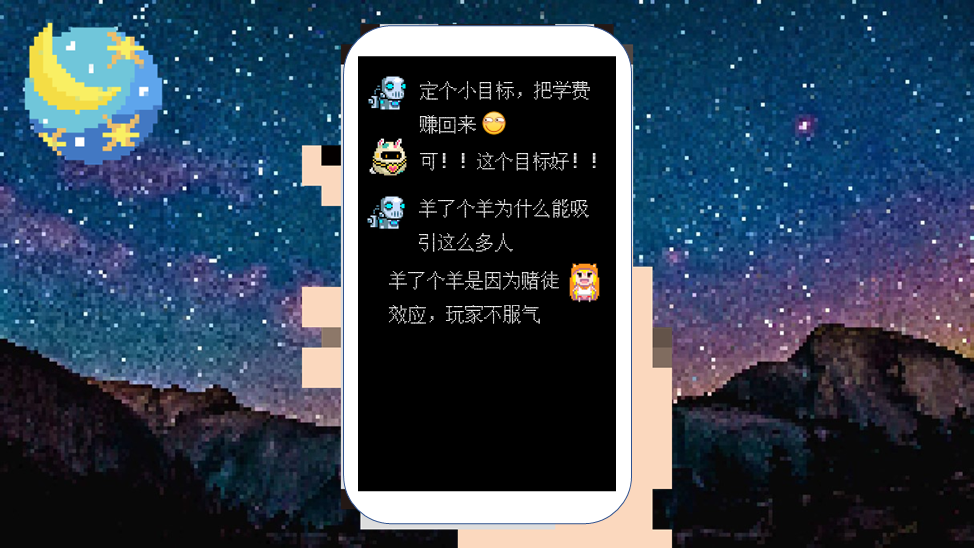 定个小目标，把学费
赚回来
可！！这个目标好！！
羊了个羊为什么能吸
引这么多人
羊了个羊是因为赌徒
效应，玩家不服气